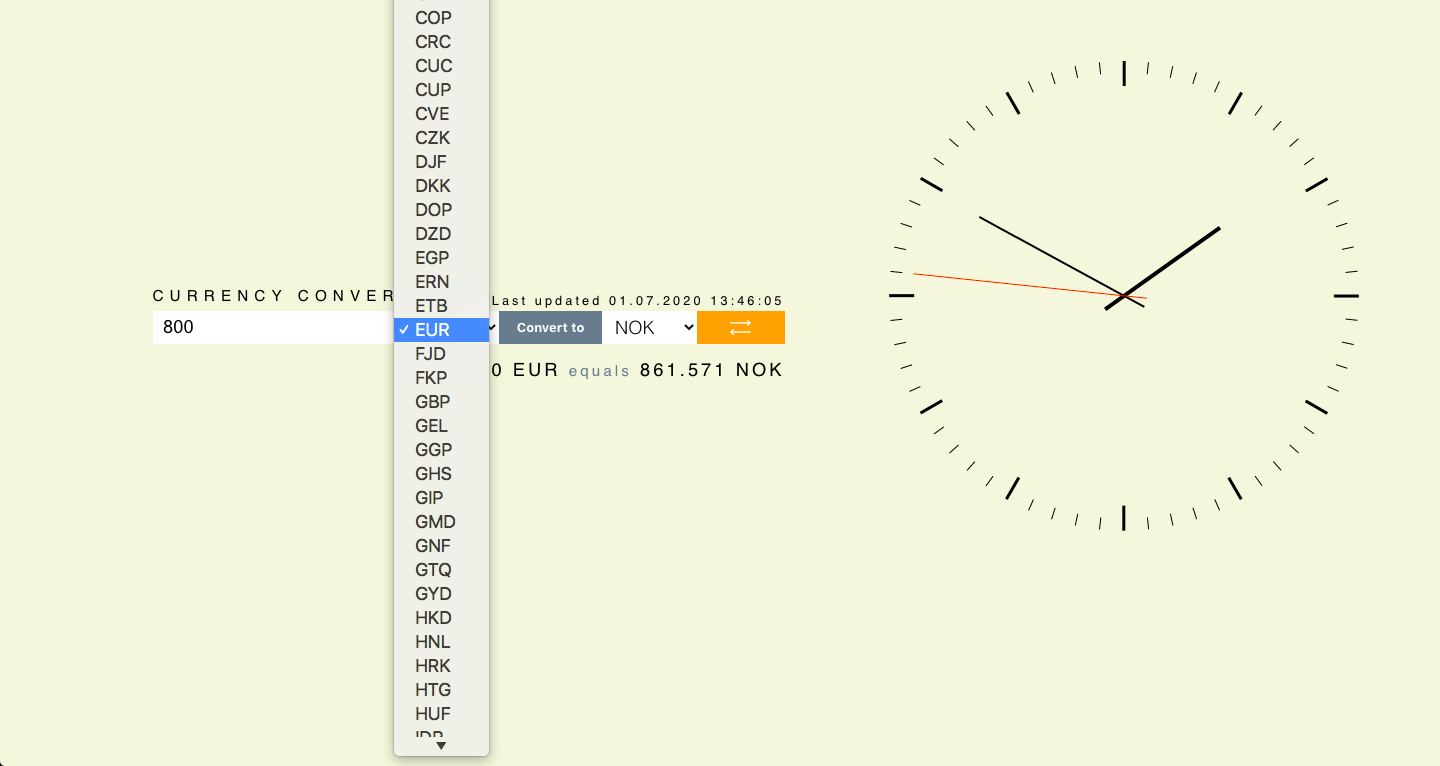 COP
CRC
CUC
CUP
CVE
CZK
DJF
DKK
DOP
DZD
EGP
ERN
ETB
✓ EUR
FJD
FKP
GBP
GEL
GGP
GHS
GIP
GMD
GNF
GTQ
GYD
HKD
HNL
HRK
HTG
HUF
CURRENCY CONVER
Last updated 01.07.2020 13:46:05
800
Convert to
NOK
0 EUR equals 861.571 NOK